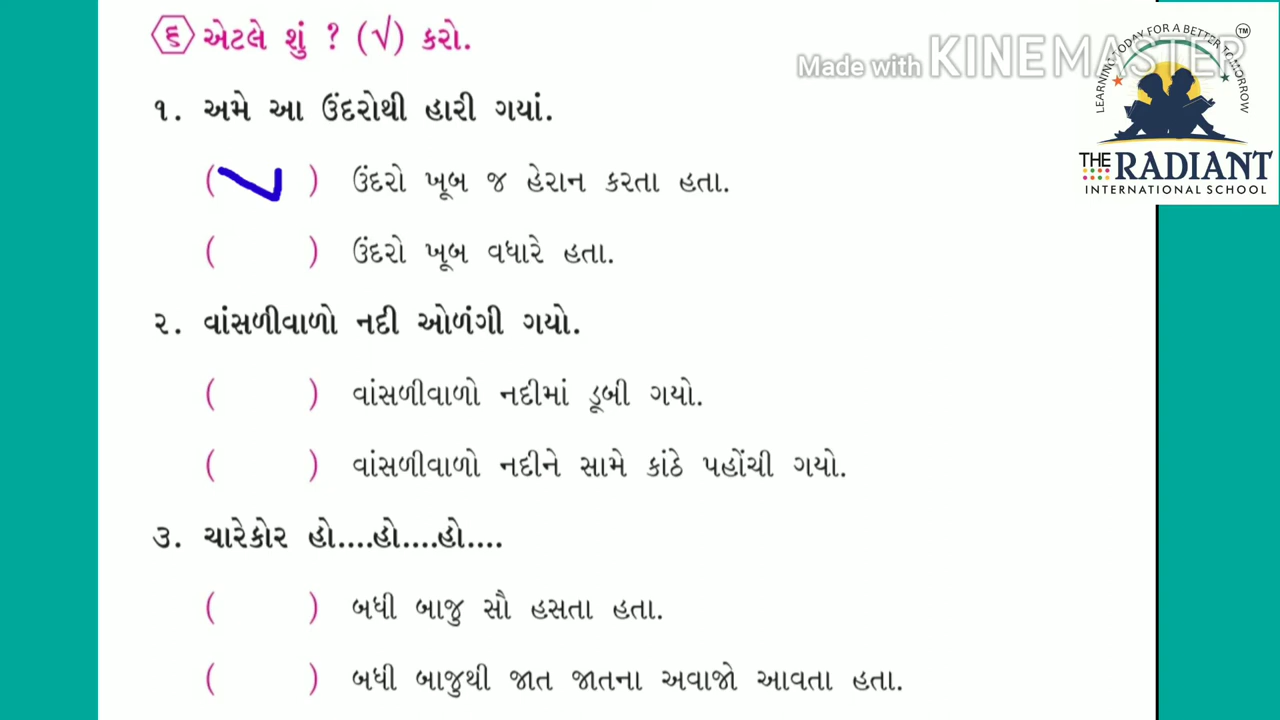 ૬ એટલે શું ? (√) કરો.
Made with KINEMASTER
LEARNING TODAY FOR A BETTER TOMORROW
TM
THE RADIANT
INTERNATIONAL SCHOOL
૧. અમે આ ઉંદરોથી હારી ગયાં.
( ✓ ) ઉંદરો ખૂબ જ હેરાન કરતા હતા.
( ) ઉંદરો ખૂબ વધારે હતા.
૨. વાંસળીવાળો નદી ઓળંગી ગયો.
( ) વાંસળીવાળો નદીમાં ડૂબી ગયો.
( ) વાંસળીવાળો નદીને સામે કાંઠે પહોંચી ગયો.
૩. ચારેકોર હો....હો....હો....
( ) બધી બાજુ સૌ હસતા હતા.
( ) બધી બાજુથી જાત જાતના અવાજો આવતા હતા.